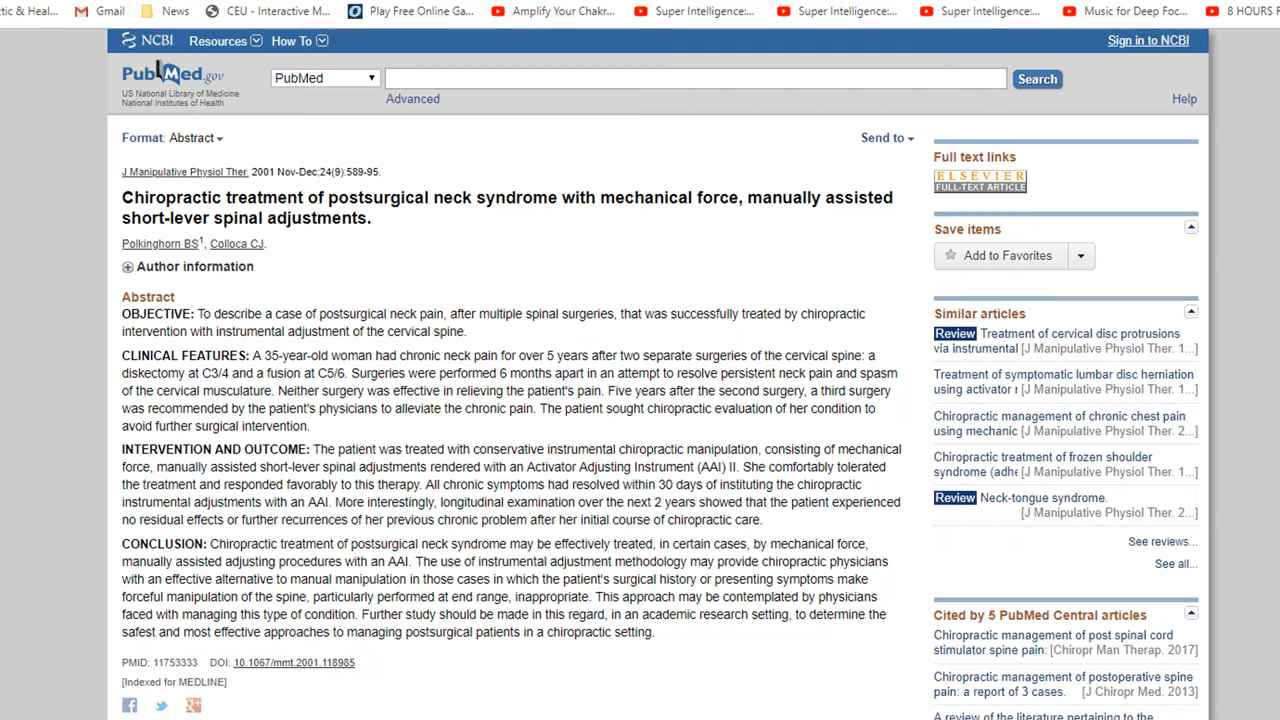 ctic & Heal... Gmail News CEU - Interactive M... Play Free Online Ga... Amplify Your Chakr... Super Intelligence:... Super Intelligence:... Super Intelligence:... Music for Deep Foc... 8 HOURS R
NCBI Resources How To Sign in to NCBI
PubMed.gov
US National Library of Medicine
National Institutes of Health
PubMed Search
Advanced Help
Format: Abstract Send to
J Manipulative Physiol Ther. 2001 Nov-Dec;24(9):589-95.
Chiropractic treatment of postsurgical neck syndrome with mechanical force, manually assisted
short-lever spinal adjustments.
Polkinghorn BS1, Colloca CJ.
Author information
Abstract
OBJECTIVE: To describe a case of postsurgical neck pain, after multiple spinal surgeries, that was successfully treated by chiropractic
intervention with instrumental adjustment of the cervical spine.
CLINICAL FEATURES: A 35-year-old woman had chronic neck pain for over 5 years after two separate surgeries of the cervical spine: a
diskectomy at C3/4 and a fusion at C5/6. Surgeries were performed 6 months apart in an attempt to resolve persistent neck pain and spasm
of the cervical musculature. Neither surgery was effective in relieving the patient's pain. Five years after the second surgery, a third surgery
was recommended by the patient's physicians to alleviate the chronic pain. The patient sought chiropractic evaluation of her condition to
avoid further surgical intervention.
INTERVENTION AND OUTCOME: The patient was treated with conservative instrumental chiropractic manipulation, consisting of mechanical
force, manually assisted short-lever spinal adjustments rendered with an Activator Adjusting Instrument (AAI) II. She comfortably tolerated
the treatment and responded favorably to this therapy. All chronic symptoms had resolved within 30 days of instituting the chiropractic
instrumental adjustments with an AAI. More interestingly, longitudinal examination over the next 2 years showed that the patient experienced
no residual effects or further recurrences of her previous chronic problem after her initial course of chiropractic care.
CONCLUSION: Chiropractic treatment of postsurgical neck syndrome may be effectively treated, in certain cases, by mechanical force,
manually assisted adjusting procedures with an AAI. The use of instrumental adjustment methodology may provide chiropractic physicians
with an effective alternative to manual manipulation in those cases in which the patient's surgical history or presenting symptoms make
forceful manipulation of the spine, particularly performed at end range, inappropriate. This approach may be contemplated by physicians
faced with managing this type of condition. Further study should be made in this regard, in an academic research setting, to determine the
safest and most effective approaches to managing postsurgical patients in a chiropractic setting.
PMID: 11753333 DOI: 10.1067/mmt.2001.118985
[Indexed for MEDLINE]
Full text links
ELSEVIER
FULL-TEXT ARTICLE
Save items
Add to Favorites
Similar articles
Review Treatment of cervical disc protrusions
via instrumental [J Manipulative Physiol Ther. 1...]
Treatment of symptomatic lumbar disc herniation
using activator [J Manipulative Physiol Ther. 1...]
Chiropractic management of chronic chest pain
using mechanic [J Manipulative Physiol Ther. 2...]
Chiropractic treatment of frozen shoulder
syndrome (adhe [J Manipulative Physiol Ther. 1...]
Review Neck-tongue syndrome.
[J Manipulative Physiol Ther. 2...]
See reviews...
See all...
Cited by 5 PubMed Central articles
Chiropractic management of post spinal cord
stimulator spine pain: [Chiropr Man Therap. 2017]
Chiropractic management of postoperative spine
pain: a report of 3 cases. [J Chiropr Med. 2013]
A review of the literature pertaining to the